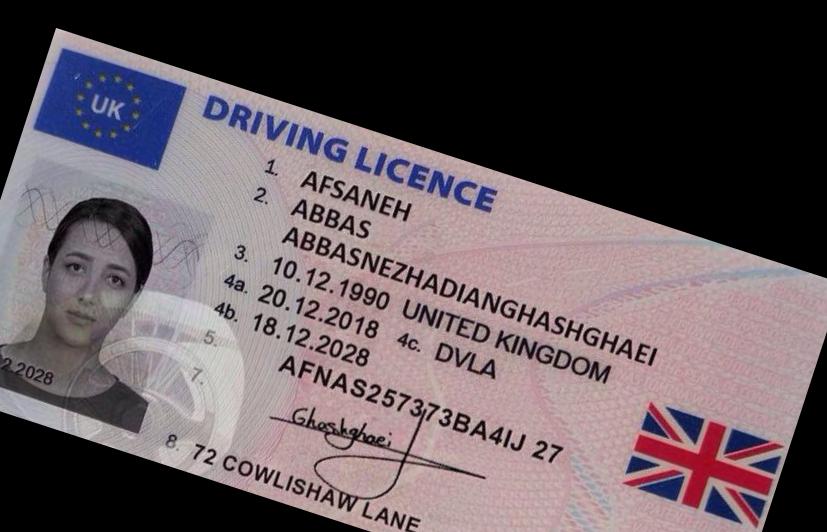 UK
DRIVING LICENCE
1. AFSANEH
2. ABBAS
ABBASNEZHADIANGHASHGHAEI
3. 10.12.1990 UNITED KINGDOM
4a. 20.12.2018 4c. DVLA
4b. 18.12.2028
5. AFNAS257373BA4IJ 27
7. Ghashghaei
2.2028
8. 72 COWLISHAW LANE